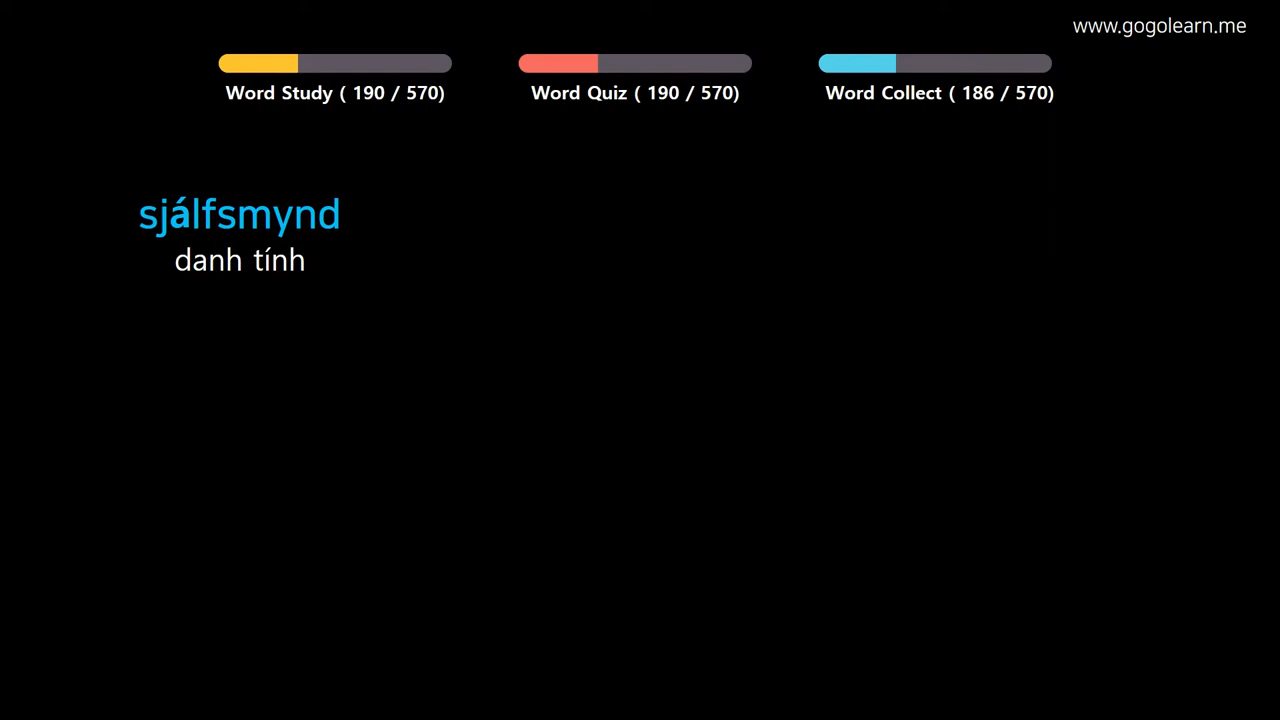 www.gogolearn.me
Word Study ( 190 / 570)
Word Quiz ( 190 / 570)
Word Collect ( 186 / 570)
sjálfsmynd
danh tính